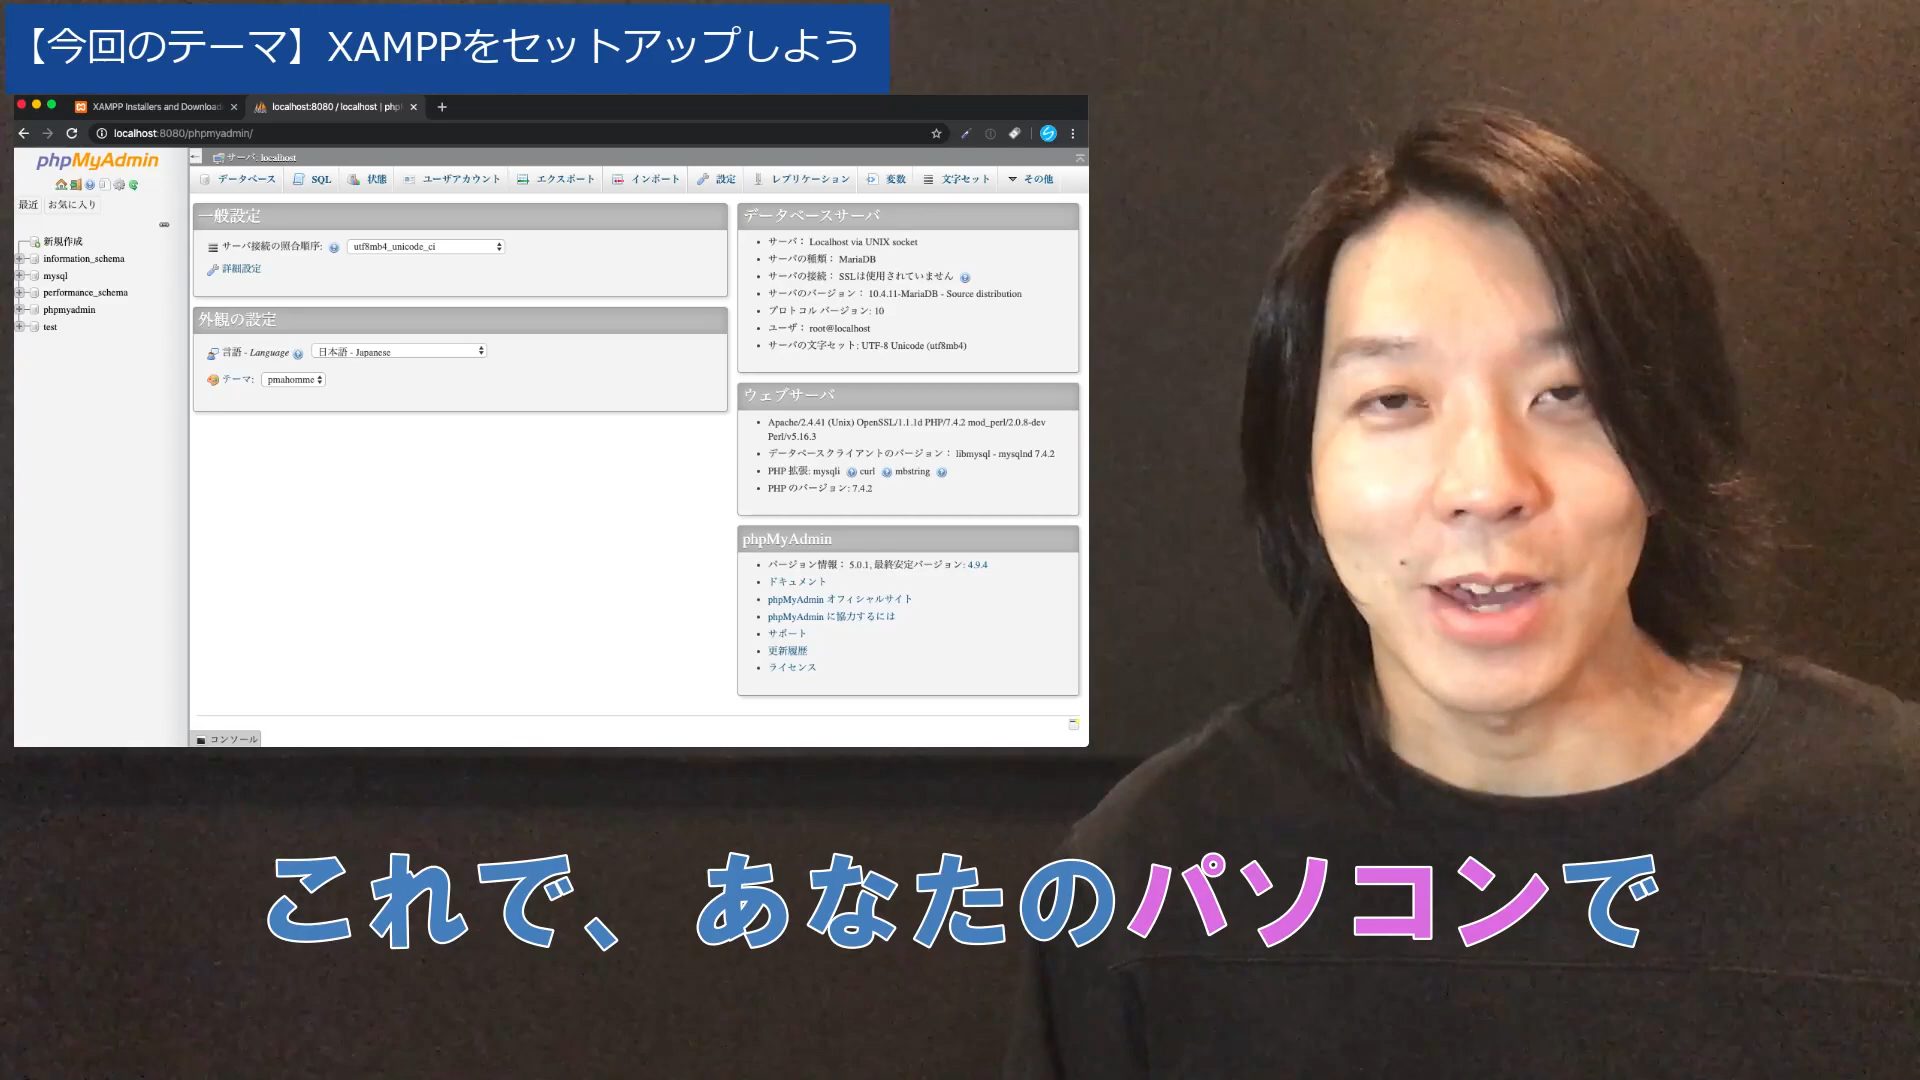 【今回のテーマ】XAMPPをセットアップしよう
XAMPP Installers and Download
localhost:8080 / localhost | php
localhost:8080/phpmyadmin/
phpMyAdmin
最近 お気に入り
新規作成
information_schema
mysql
performance_schema
phpmyadmin
test
サーバ: localhost
データベース SQL 状態 ユーザアカウント エクスポート インポート 設定 レプリケーション 変数 文字セット その他
一般設定
サーバ接続の照合順序: utf8mb4_unicode_ci
詳細設定
外観の設定
言語 - Language 日本語 - Japanese
テーマ: pmahomme
データベースサーバ
サーバ： Localhost via UNIX socket
サーバの種類： MariaDB
サーバの接続： SSLは使用されていません
サーバのバージョン： 10.4.11-MariaDB - Source distribution
プロトコル バージョン: 10
ユーザ： root@localhost
サーバの文字セット: UTF-8 Unicode (utf8mb4)
ウェブサーバ
Apache/2.4.41 (Unix) OpenSSL/1.1.1d PHP/7.4.2 mod_perl/2.0.8-dev
Perl/v5.16.3
データベースクライアントのバージョン： libmysql - mysqlnd 7.4.2
PHP 拡張: mysqli curl mbstring
PHP のバージョン: 7.4.2
phpMyAdmin
バージョン情報： 5.0.1, 最終安定バージョン: 4.9.4
ドキュメント
phpMyAdmin オフィシャルサイト
phpMyAdmin に協力するには
サポート
更新履歴
ライセンス
コンソール
これで、あなたのパソコンで